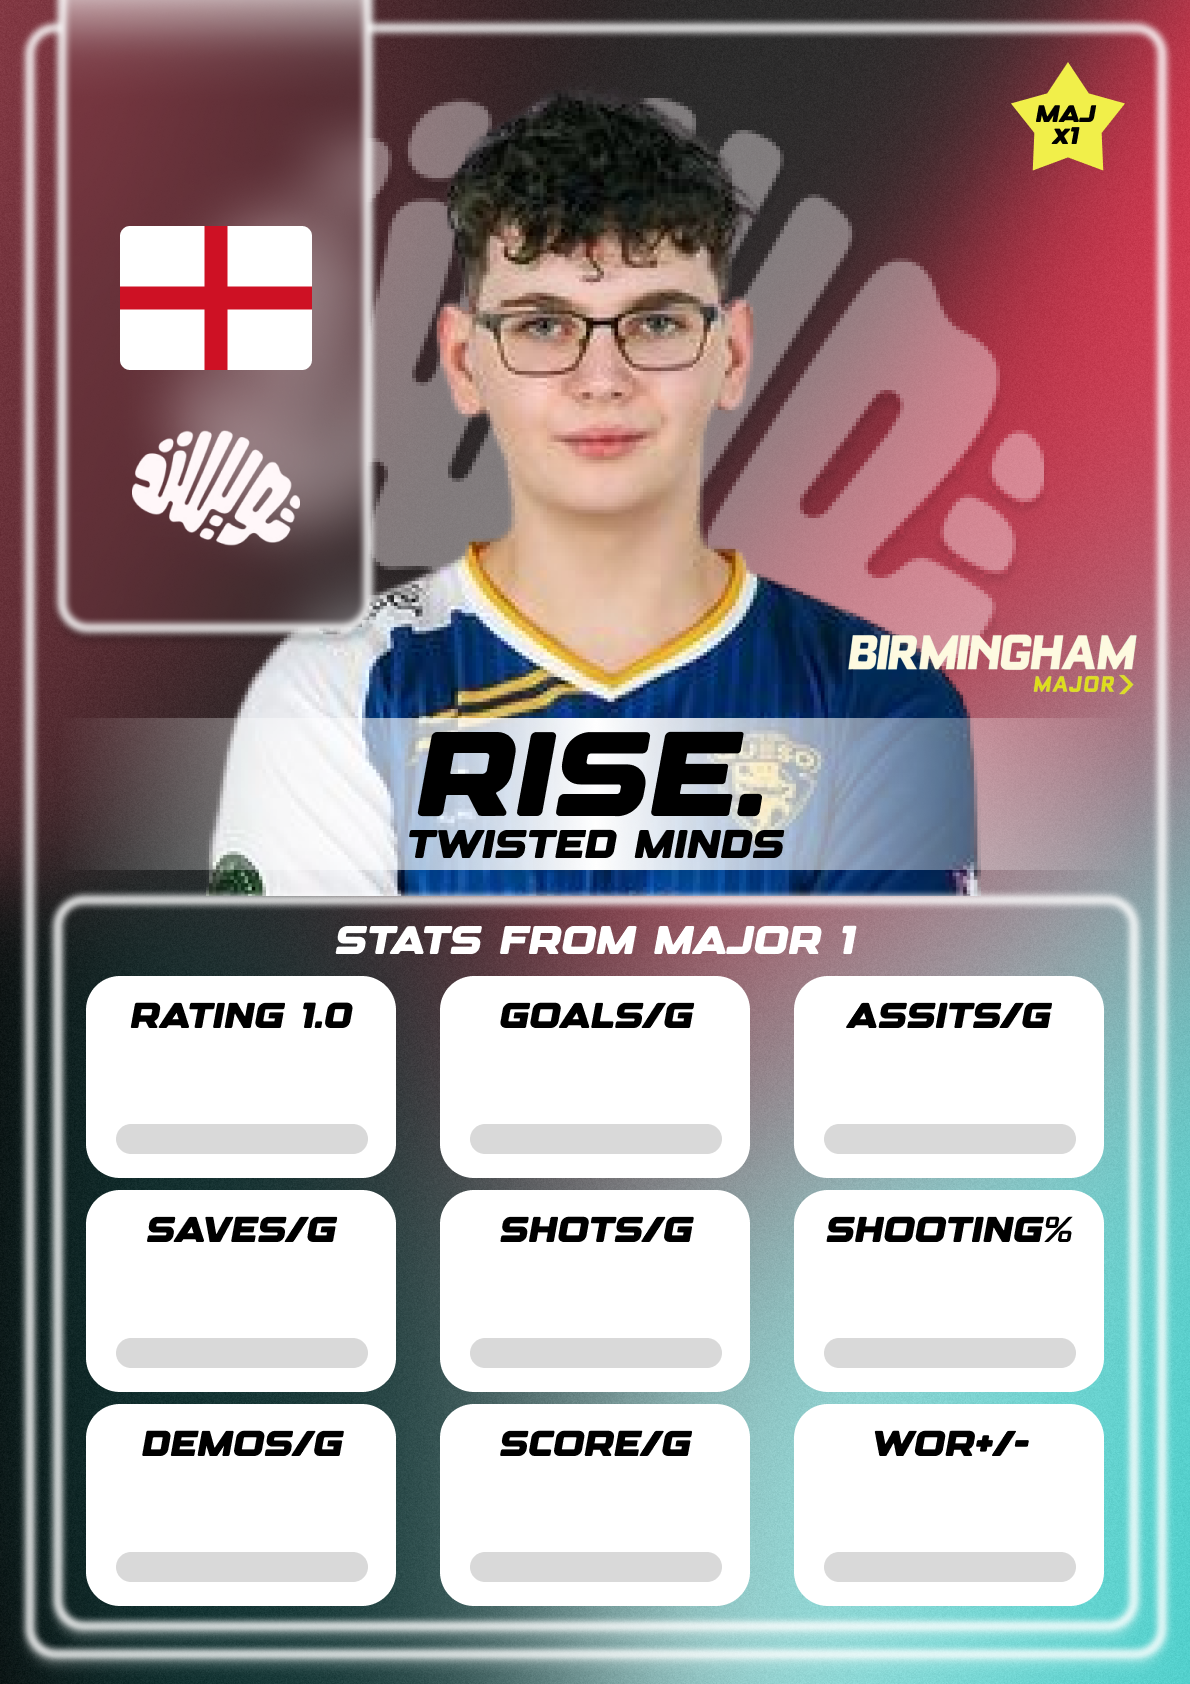 MAJ
X1
BIRMINGHAM
MAJOR
RISE.
TWISTED MINDS
STATS FROM MAJOR 1
RATING 1.0
GOALS/G
ASSITS/G
SAVES/G
SHOTS/G
SHOOTING%
DEMOS/G
SCORE/G
WOR+/-